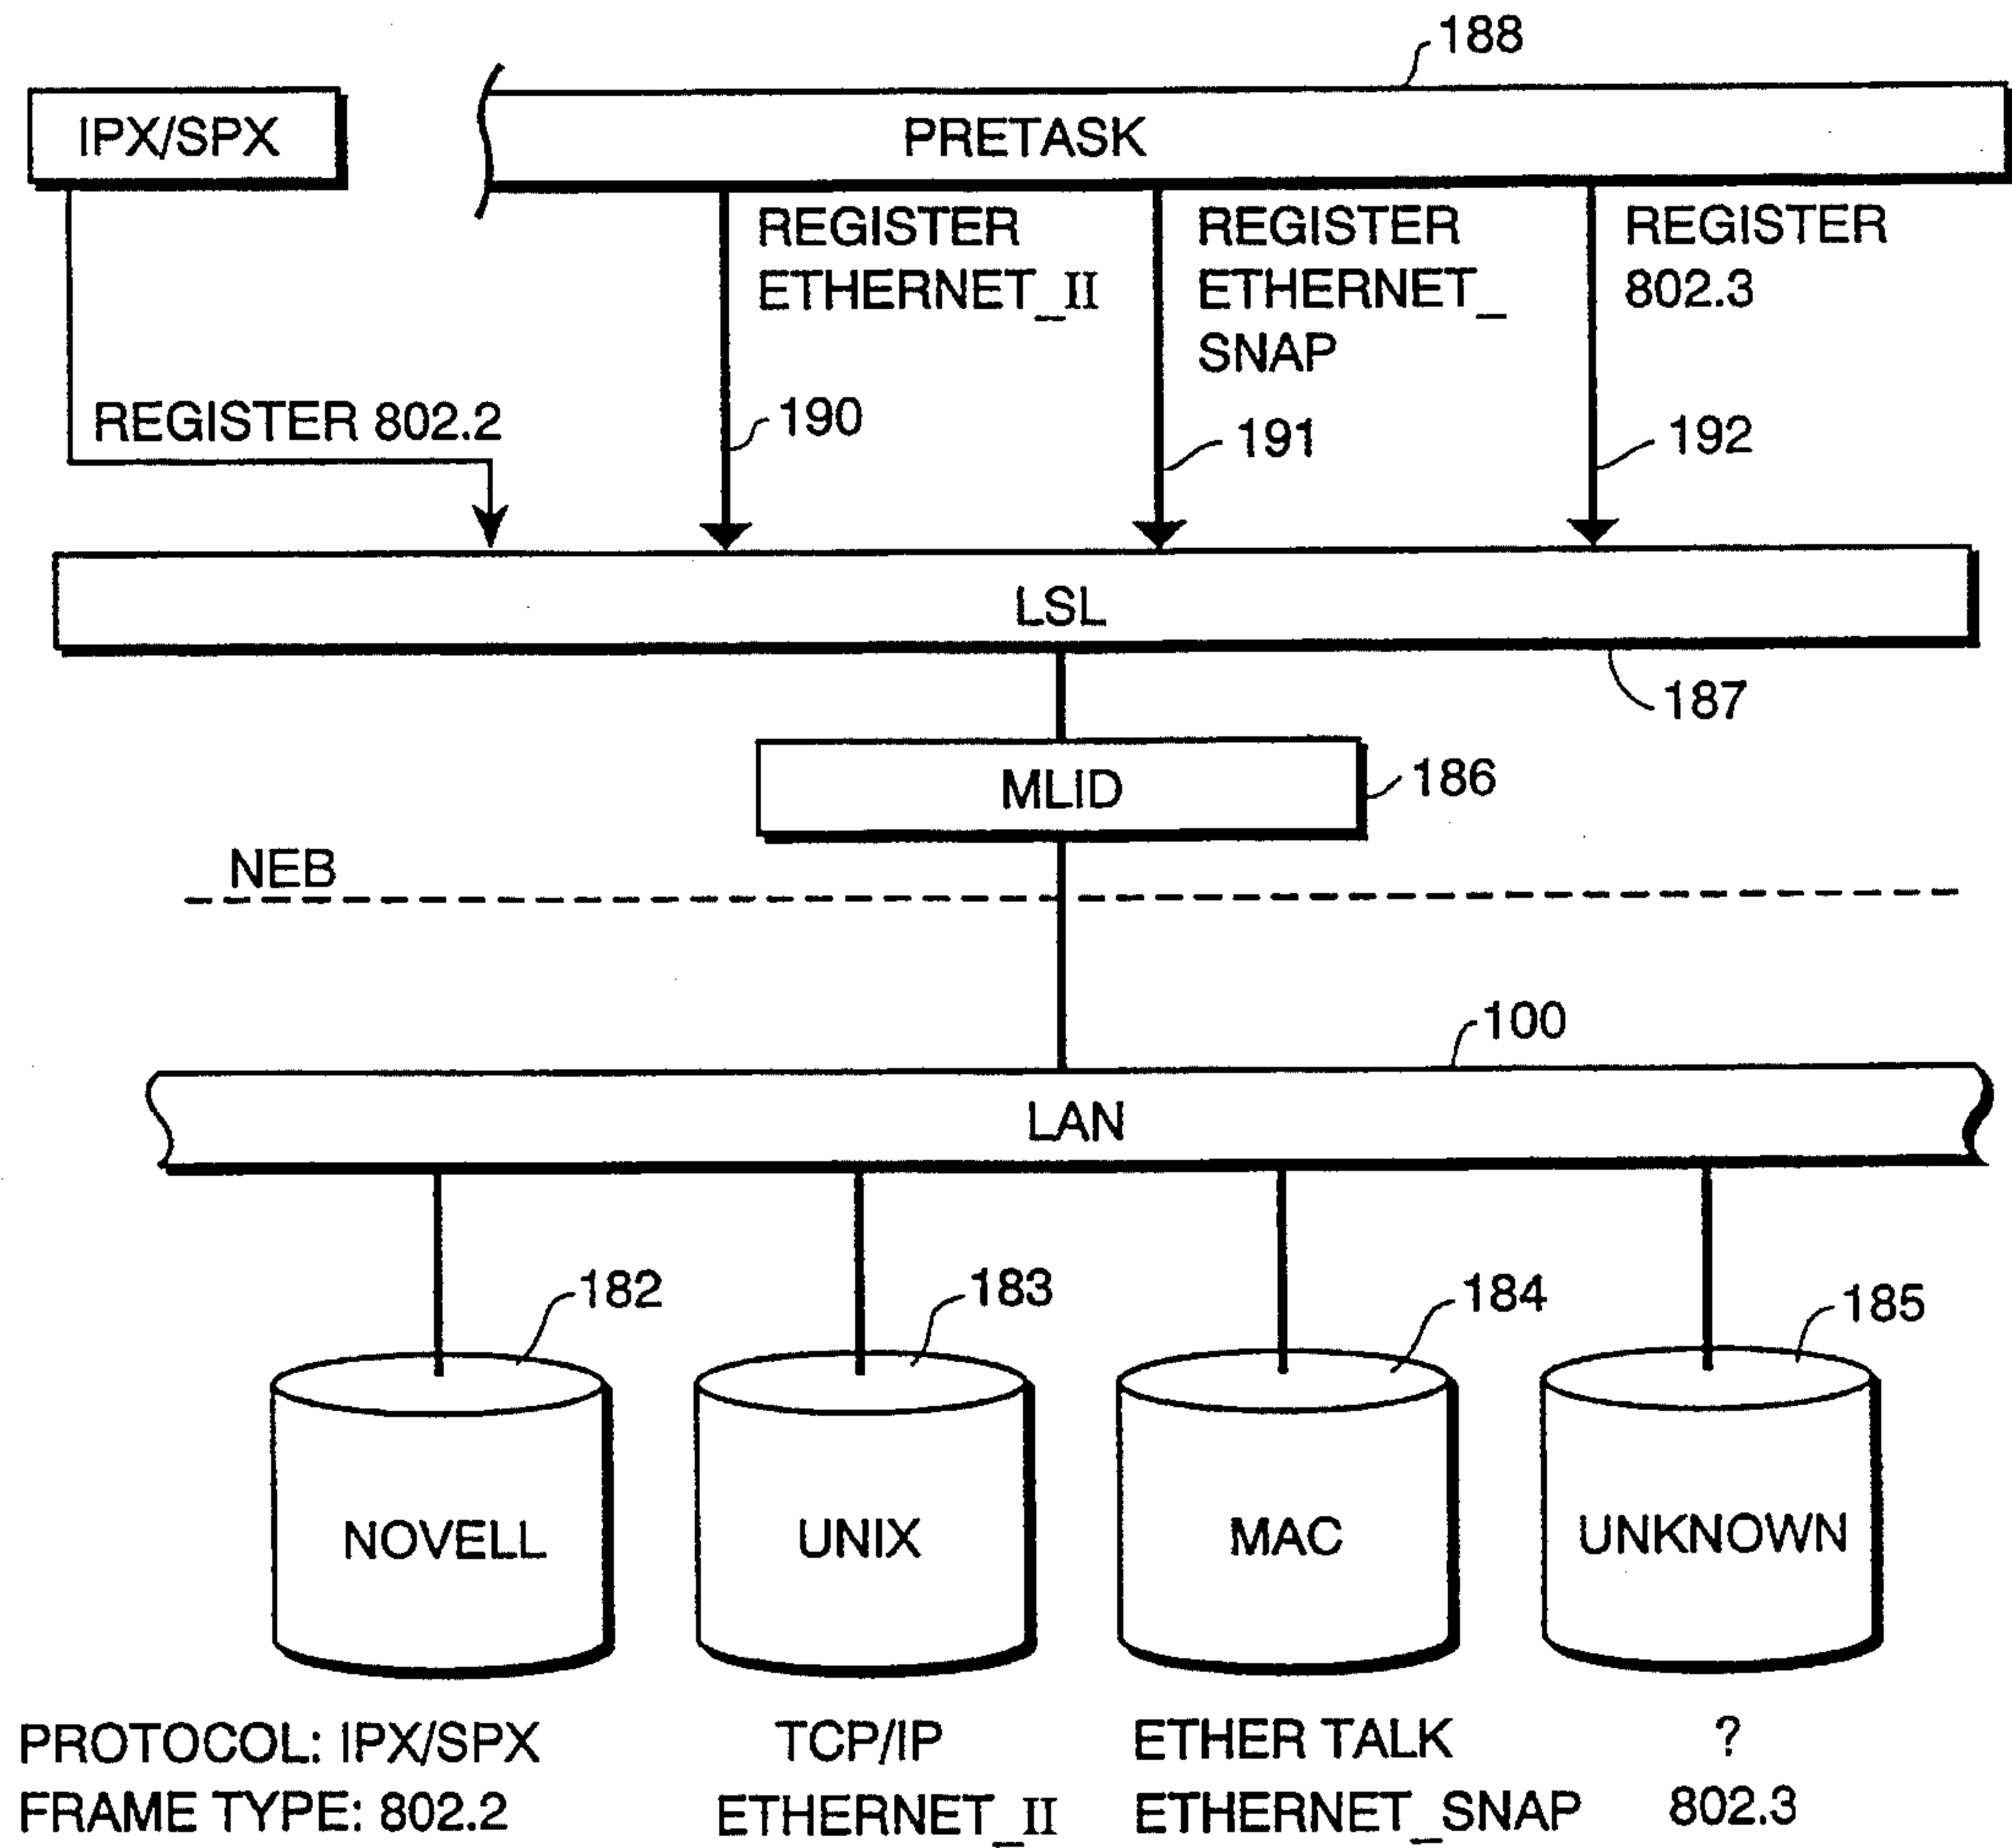 188
IPX/SPX
PRETASK
REGISTER
ETHERNET_II
REGISTER
ETHERNET_
SNAP
REGISTER
802.3
REGISTER 802.2
190
191
192
LSL
187
MLID
186
NEB
100
LAN
182
183
184
185
NOVELL
UNIX
MAC
UNKNOWN
PROTOCOL: IPX/SPX TCP/IP ETHER TALK ?
FRAME TYPE: 802.2 ETHERNET_II ETHERNET_SNAP 802.3